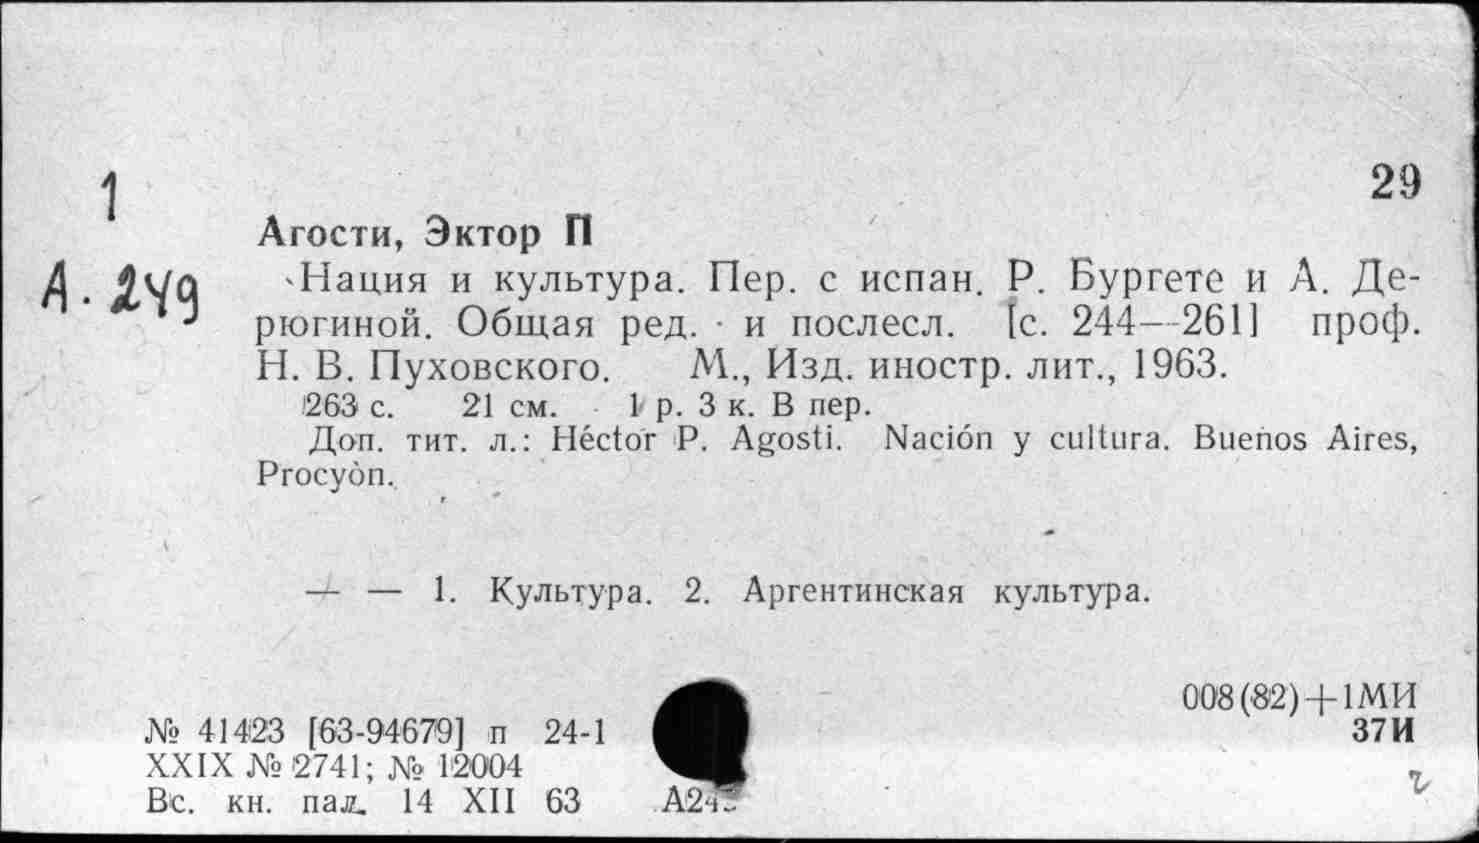 1
29
Агости, Эктор П
А. 249
Нация и культура. Пер. с испан. Р. Бургете и А. Де-
рюгиной. Общая ред. и послесл. [с. 244—261] проф.
Н. В. Пуховского. М., Изд. иностр. лит., 1963.
263 с. 21 см. 1 р. 3 к. В пер.
Доп. тит. л.: Héctor P. Agosti. Nación y cultura. Buenos Aires,
Procyòn.
— — 1. Культура. 2. Аргентинская культура.
008(82)+1МИ
№ 41423 [63-94679] п 24-1
37И
XXIX № 2741; № 12004
Вс. кн. пал. 14 XII 63